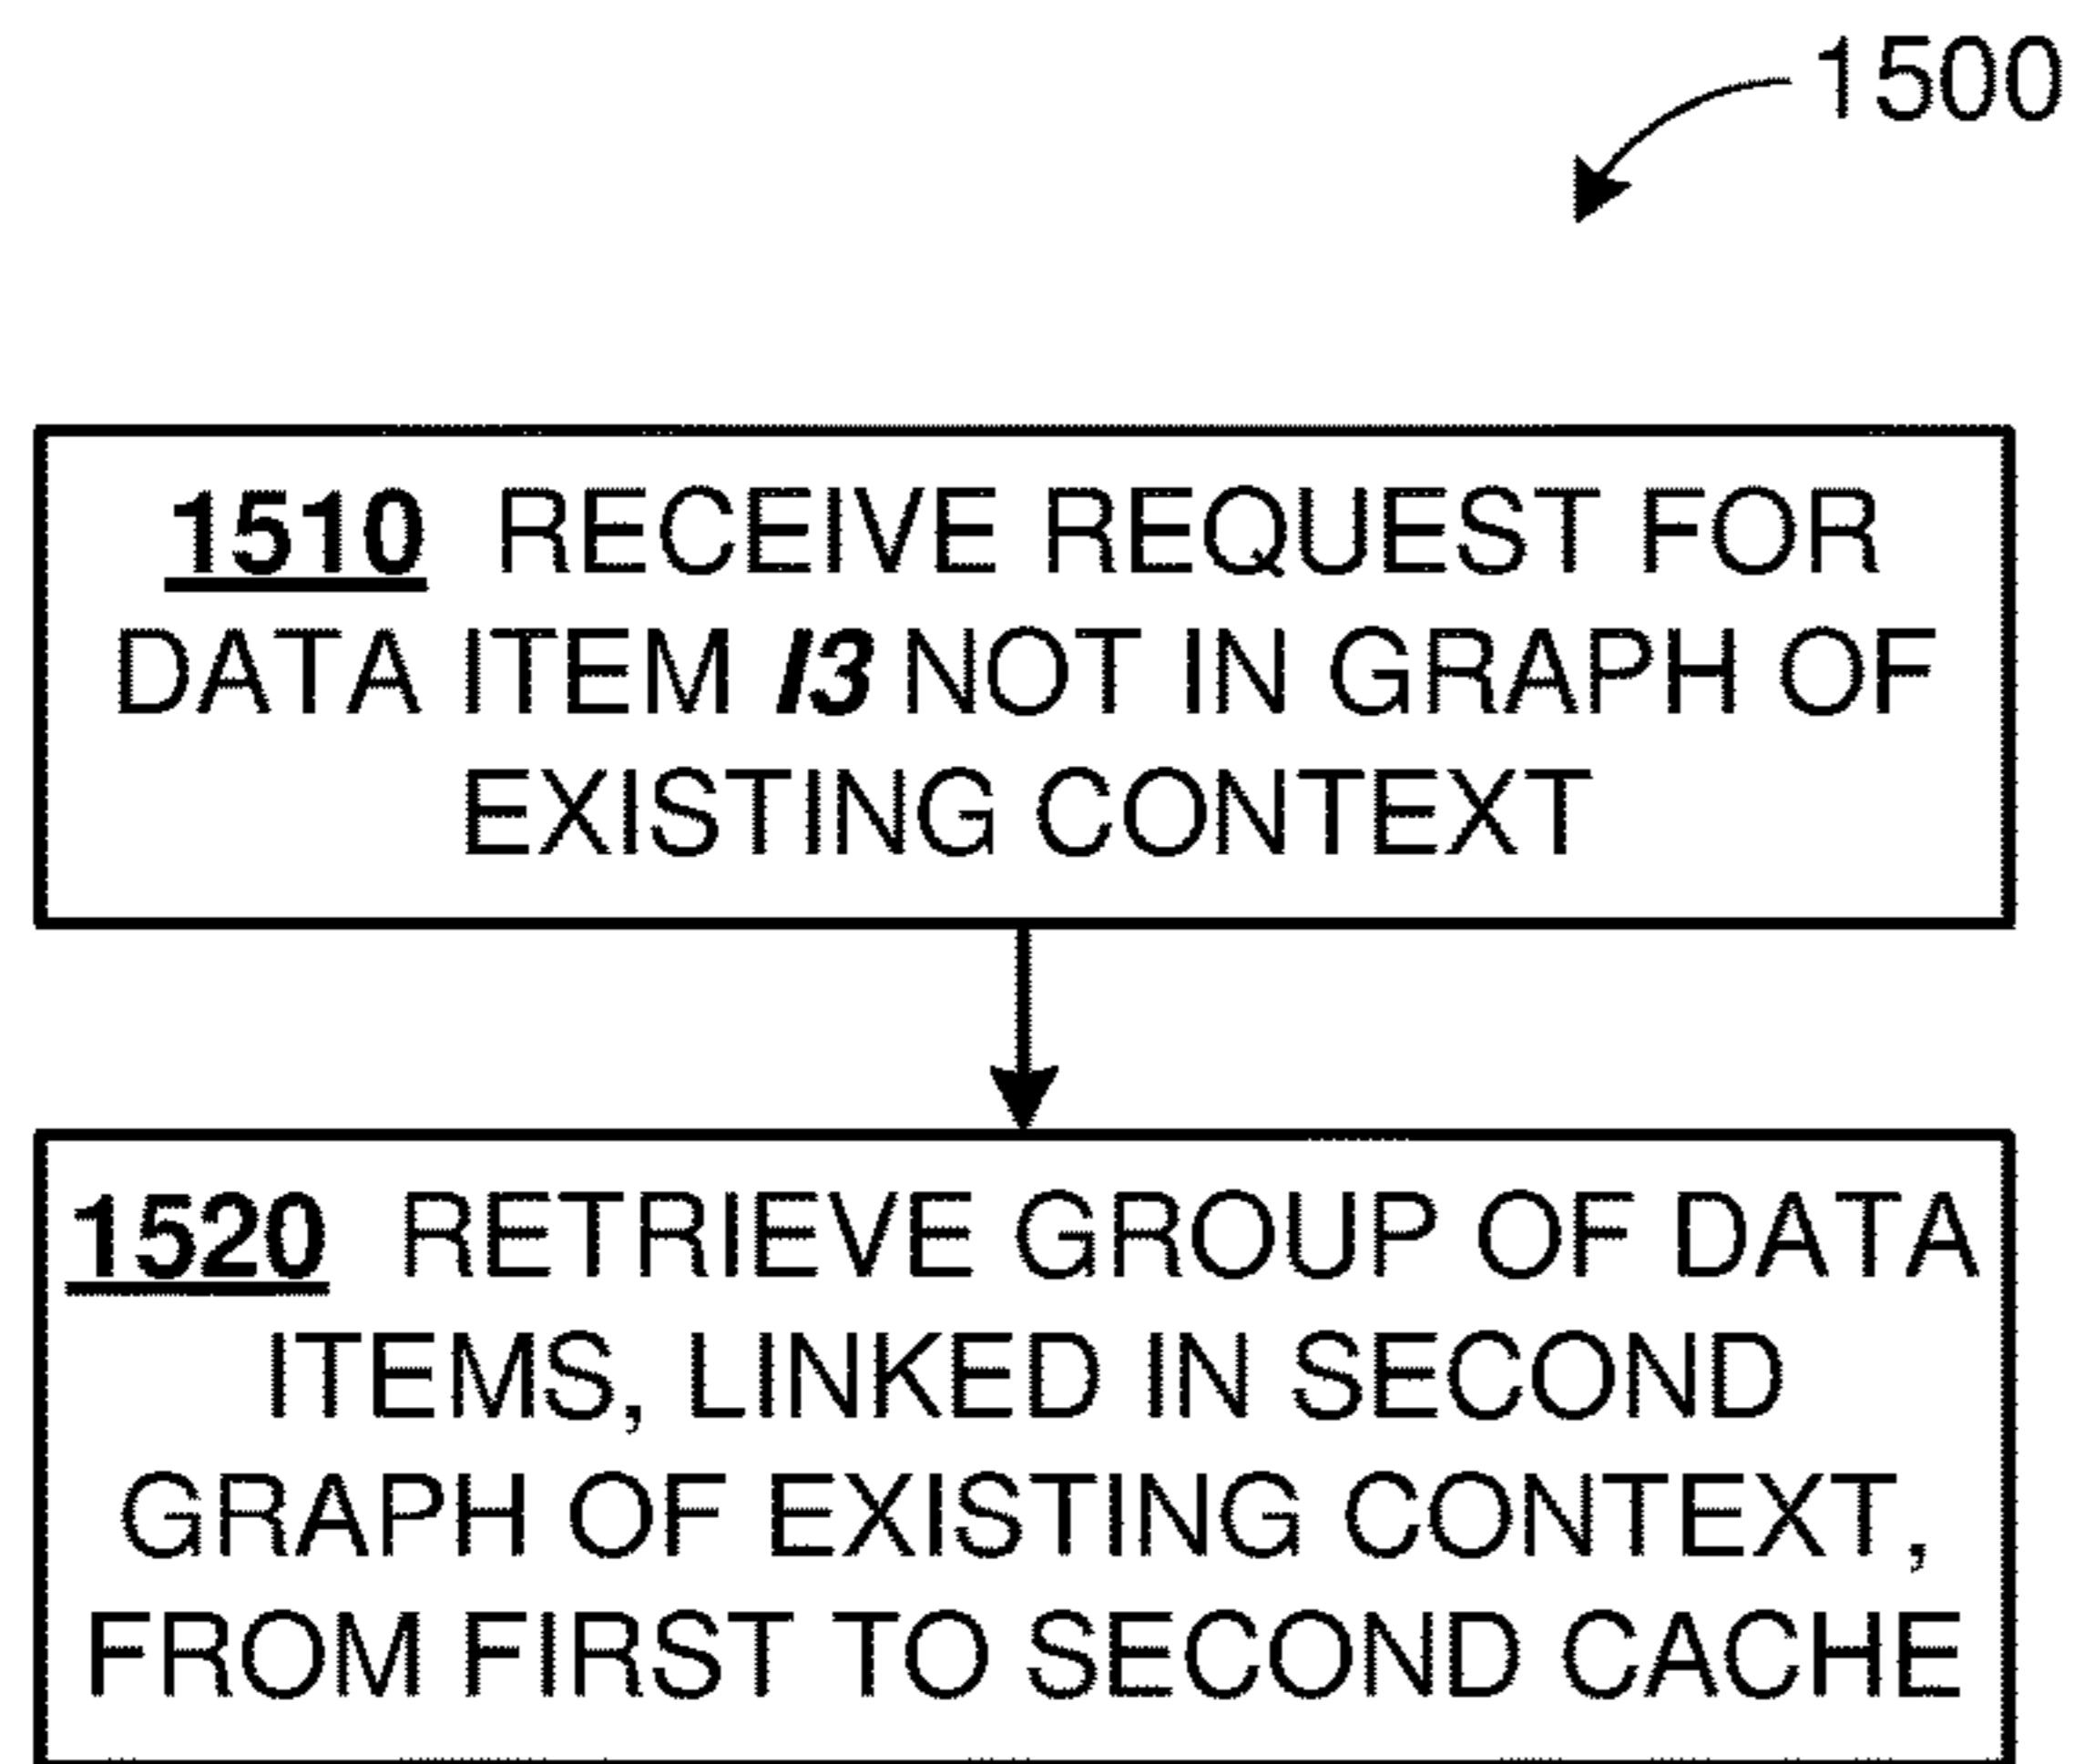 1500
1510 RECEIVE REQUEST FOR
DATA ITEM I3 NOT IN GRAPH OF
EXISTING CONTEXT
1520 RETRIEVE GROUP OF DATA
ITEMS, LINKED IN SECOND
GRAPH OF EXISTING CONTEXT,
FROM FIRST TO SECOND CACHE